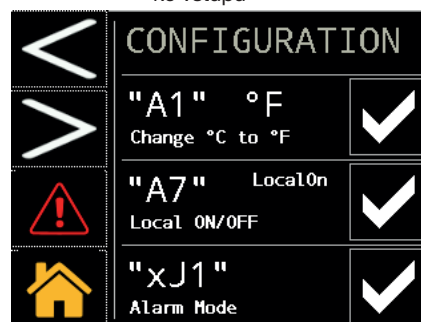 CONFIGURATION
"A1" °F
Change °C to °F
"A7" LocalOn
Local ON/OFF
"xJ1"
Alarm Mode